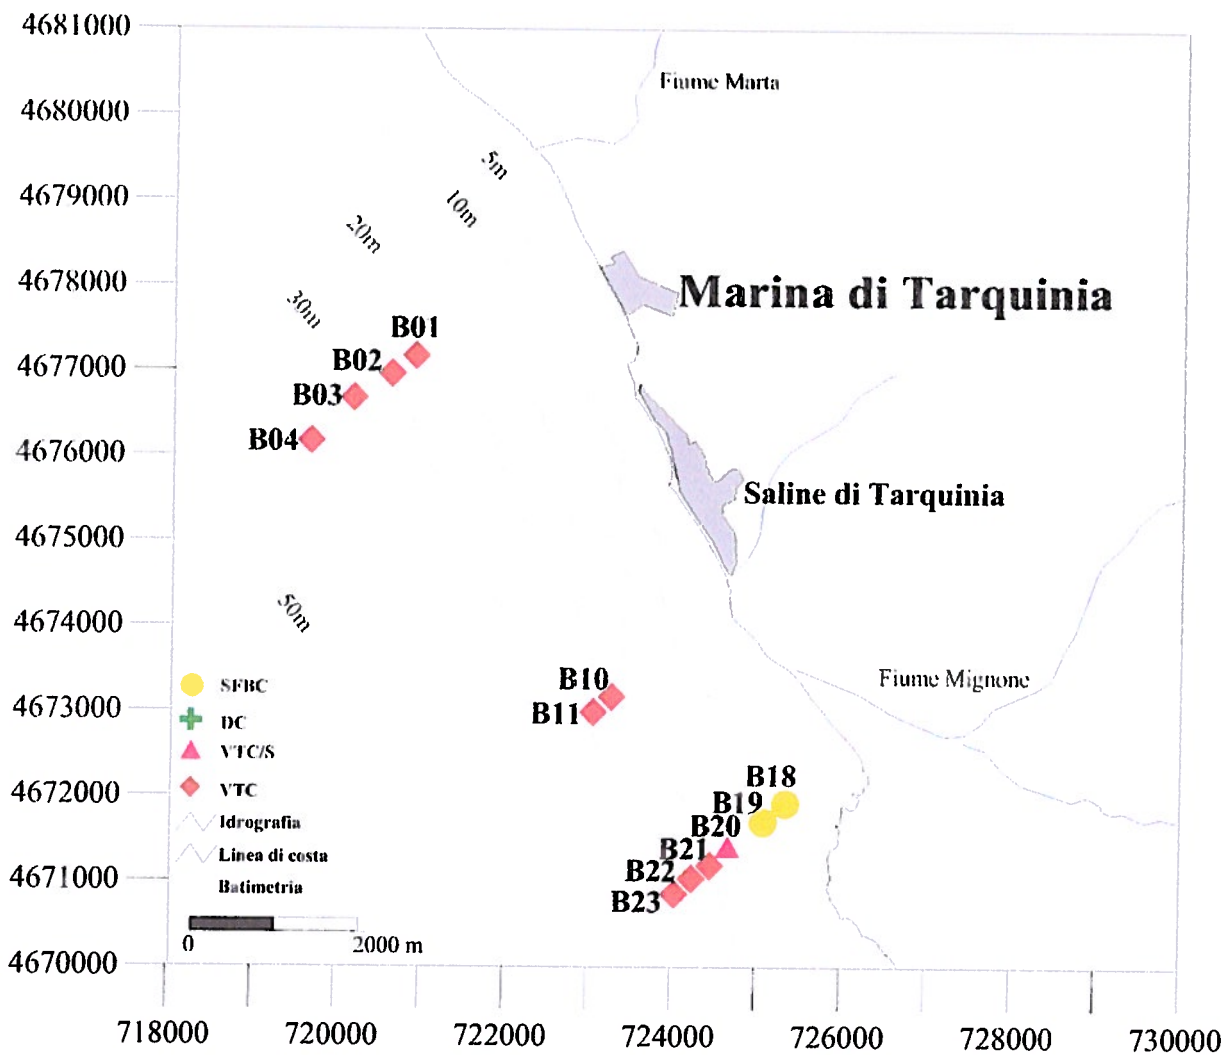 4681000
4680000
4679000
4678000
4677000
4676000
4675000
4674000
4673000
4672000
4671000
4670000
Fiume Marta
5m
10m
20m
30m
50m
Marina di Tarquinia
Saline di Tarquinia
Fiume Mignone
B01
B02
B03
B04
B10
B11
B18
B19
B20
B21
B22
B23
SFBC
DC
VTC/S
VTC
Idrografia
Linea di costa
Batimetria
0 2000 m
718000 720000 722000 724000 726000 728000 730000